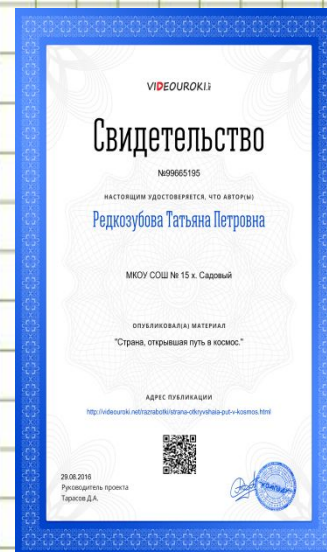 VIDEOUROKI
Свидетельство
№99665195
НАСТОЯЩИМ УДОСТОВЕРЯЕТСЯ, ЧТО АВТОР(Ы)
Редкозубова Татьяна Петровна
МКОУ СОШ № 15 х. Садовый
ОПУБЛИКОВАЛ(А) МАТЕРИАЛ
"Страна, открывшая путь в космос."
АДРЕС ПУБЛИКАЦИИ
http://videouroki.net/razrabotki/strana-otkryvshaia-put-v-kosmos.html
29.08.2016
Руководитель проекта
Тарасов Д.А.